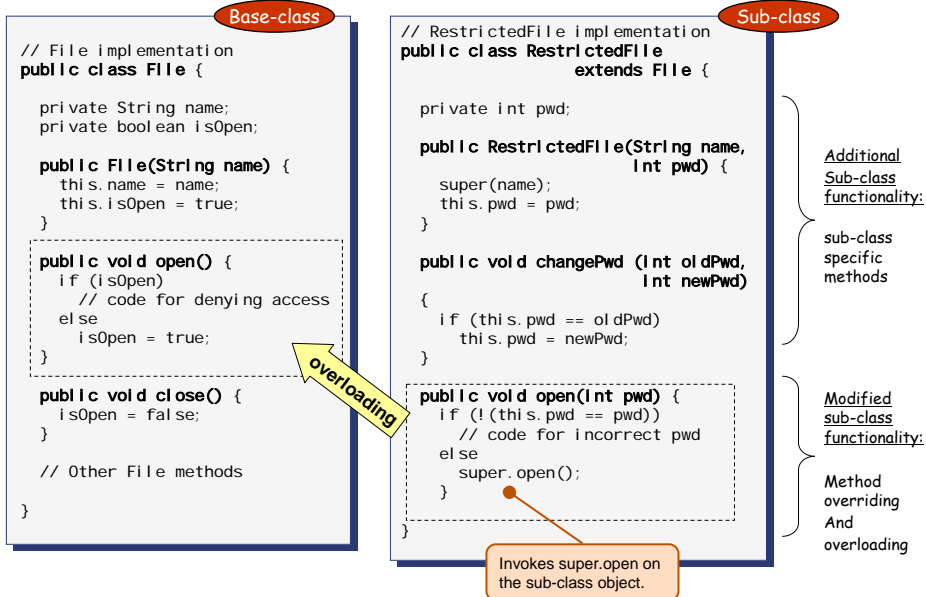 Base-class
// File implementation
public class File {
private String name;
private boolean isOpen;
public File(String name) {
this.name = name;
this.isOpen = true;
}
public void open() {
if (isOpen)
// code for denying access
else
isOpen = true;
}
public void close() {
isOpen = false;
}
// Other File methods
}
overloading
Sub-class
// RestrictedFile implementation
public class RestrictedFile
extends File {
private int pwd;
public RestrictedFile(String name,
int pwd) {
super(name);
this.pwd = pwd;
}
public void changePwd (int oldPwd,
int newPwd)
{
if (this.pwd == oldPwd)
this.pwd = newPwd;
}
public void open(int pwd) {
if (!(this.pwd == pwd))
// code for incorrect pwd
else
super.open();
}
}
Invokes super.open on
the sub-class object.
Additional
Sub-class
functionality:
sub-class
specific
methods
Modified
sub-class
functionality:
Method
overriding
And
overloading